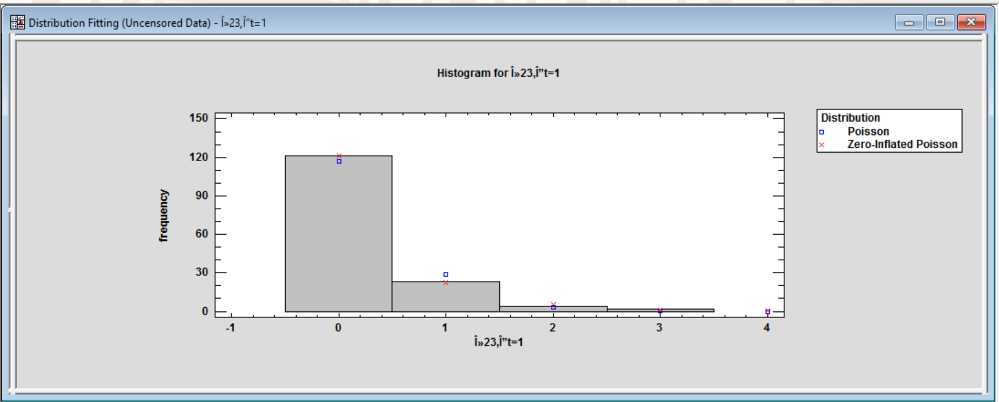 Distribution Fitting (Uncensored Data) - Î»23,Î”t=1
Histogram for Î»23,Î”t=1
Distribution
Poisson
Zero-Inflated Poisson
150
120
90
60
30
0
frequency
-1 0 1 2 3 4
Î»23,Î”t=1